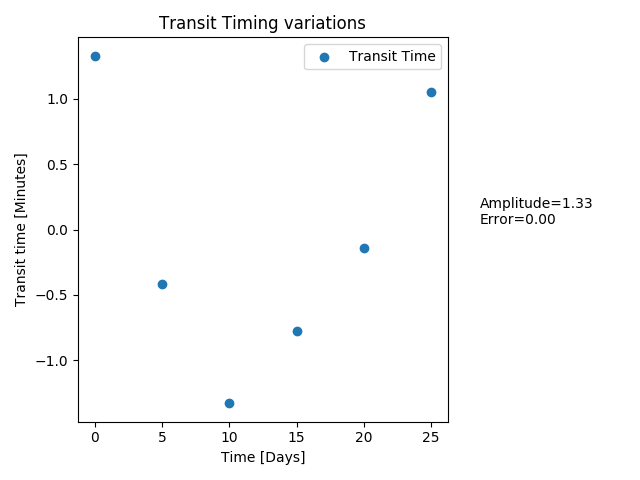 Transit Timing variations
Transit Time
1.0
0.5
0.0
−0.5
−1.0
Transit time [Minutes]
Amplitude=1.33
Error=0.00
0 5 10 15 20 25
Time [Days]